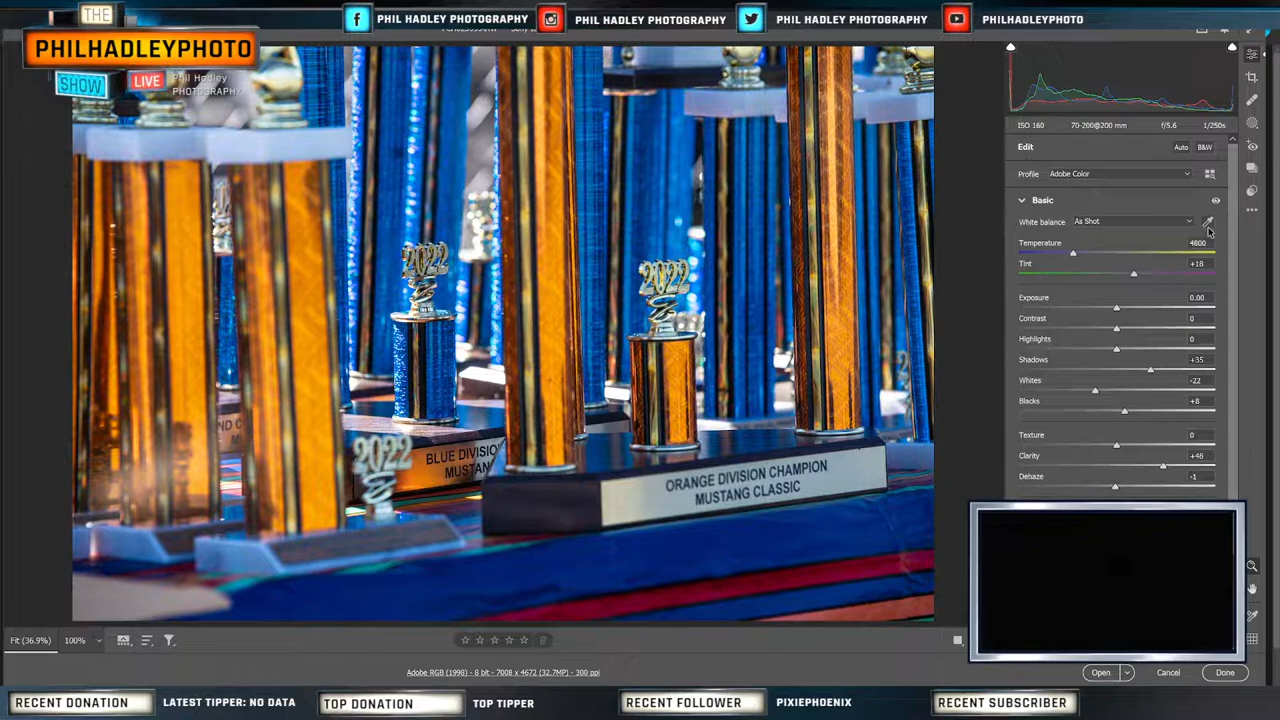 THE
PHILHADLEYPHOTO
SHOW
LIVE
Phil Hadley
PHOTOGRAPHY
PHIL HADLEY PHOTOGRAPHY
PHIL HADLEY PHOTOGRAPHY
PHIL HADLEY PHOTOGRAPHY
PHILHADLEYPHOTO
2022
2022
2022
BLUE DIVISIO
MUSTAN
ORANGE DIVISION CHAMPION
MUSTANG CLASSIC
ISO 160 70-200@200 mm f/5.6 1/250s
Edit Auto B&W
Profile Adobe Color
Basic
White balance As Shot
Temperature 4800
Tint +18
Exposure 0.00
Contrast 0
Highlights 0
Shadows +35
Whites -22
Blacks +8
Texture 0
Clarity +48
Dehaze -1
Fit (36.9%) 100%
Adobe RGB (1998) - 8 bit - 7008 x 4672 (32.7MP) - 300 ppi
Open Cancel Done
RECENT DONATION LATEST TIPPER: NO DATA TOP DONATION TOP TIPPER RECENT FOLLOWER PIXIEPHOENIX RECENT SUBSCRIBER